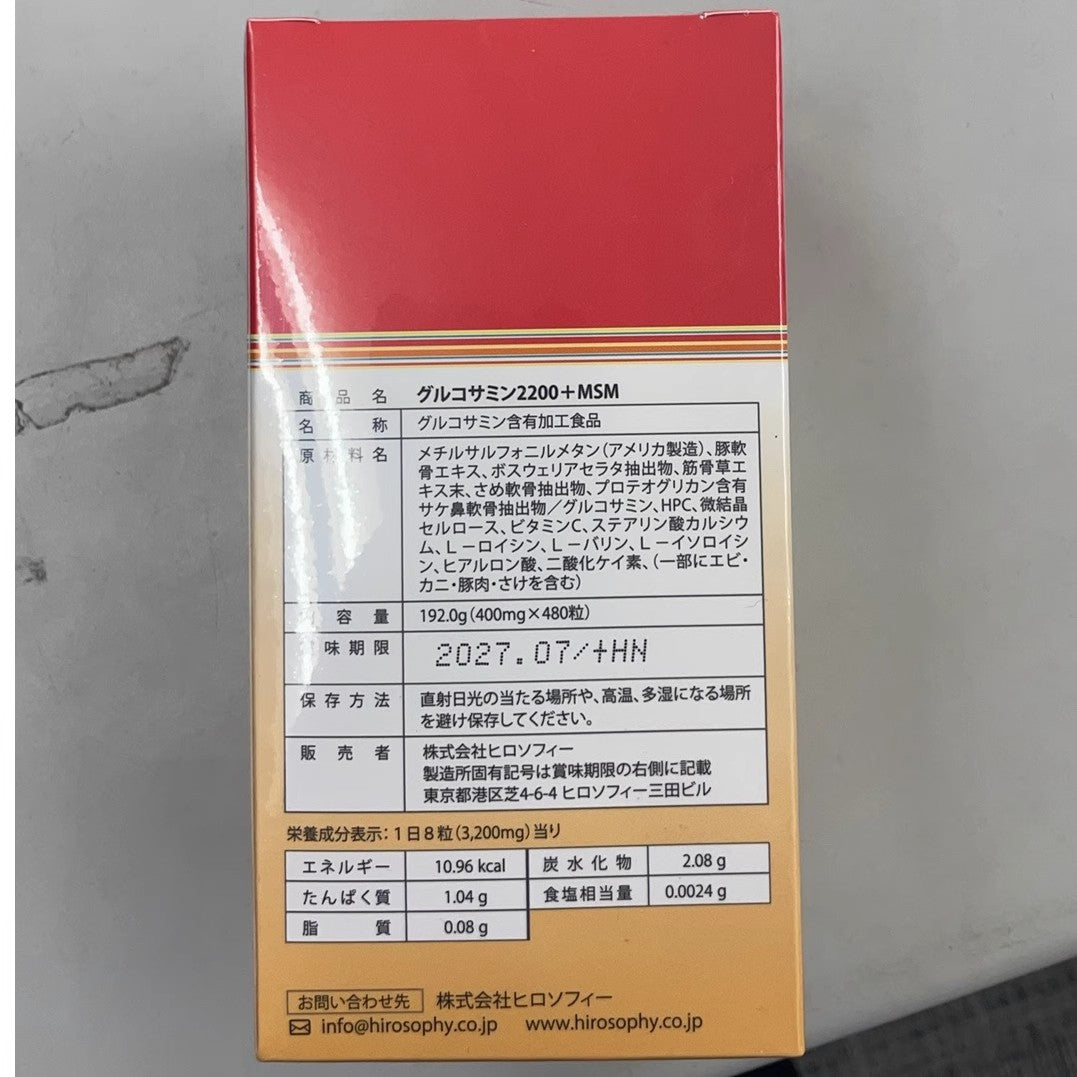 商品名 グルコサミン2200＋MSM
名称 グルコサミン含有加工食品
原材料名 メチルサルフォニルメタン（アメリカ製造）、豚軟
骨エキス、ボスウェリアセラタ抽出物、筋骨草エ
キス末、さめ軟骨抽出物、プロテオグリカン含有
サケ鼻軟骨抽出物／グルコサミン、HPC、微結晶
セルロース、ビタミンC、ステアリン酸カルシウ
ム、L－ロイシン、L－バリン、L－イソロイシ
ン、ヒアルロン酸、二酸化ケイ素、（一部にエビ・
カニ・豚肉・さけを含む）
内容量 192.0g（400mg×480粒）
賞味期限 2027.07/+HN
保存方法 直射日光の当たる場所や、高温、多湿になる場所
を避け保存してください。
販売者 株式会社ヒロソフィー
製造所固有記号は賞味期限の右側に記載
東京都港区芝4-6-4 ヒロソフィー三田ビル
栄養成分表示：1日8粒（3,200mg）当り
エネルギー 10.96 kcal 炭水化物 2.08 g
たんぱく質 1.04 g 食塩相当量 0.0024 g
脂質 0.08 g
お問い合わせ先 株式会社ヒロソフィー
info@hirosophy.co.jp www.hirosophy.co.jp